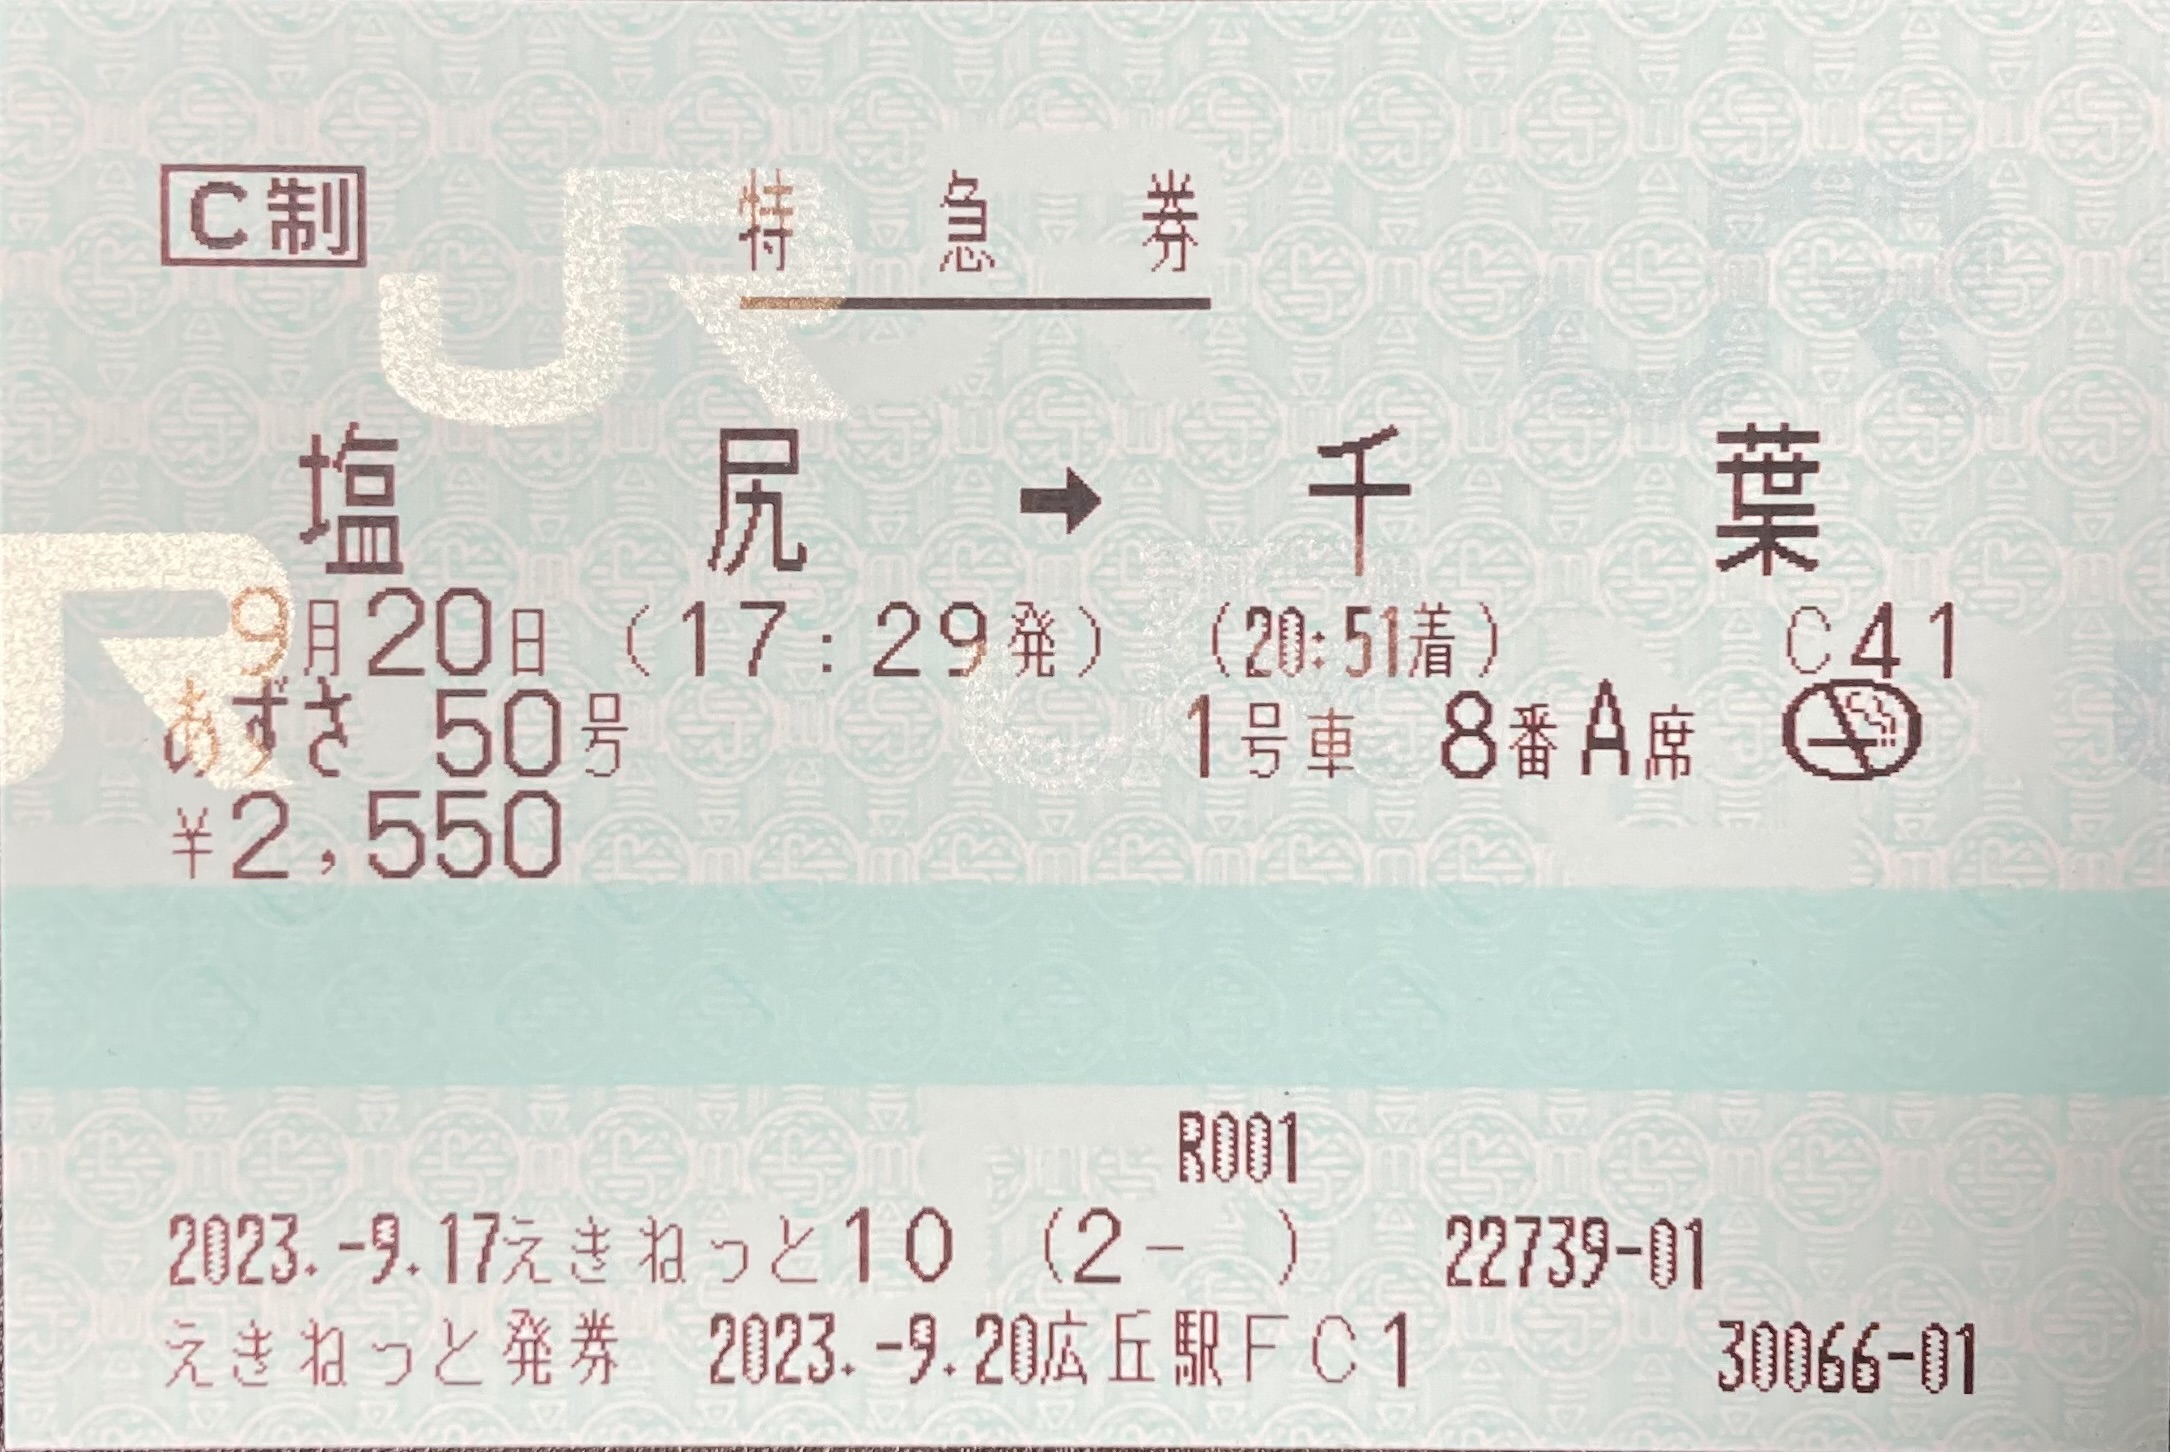 C制 特急券
塩尻➡千葉
9月20日 (17:29発) (20:51着) C41
あずさ 50号 1号車 8番A席
¥2,550
R001
2023.-9.17えきねっと10 (2- ) 22739-01
えきねっと発券 2023.-9.20広丘駅FC1 30066-01
JR
R
J